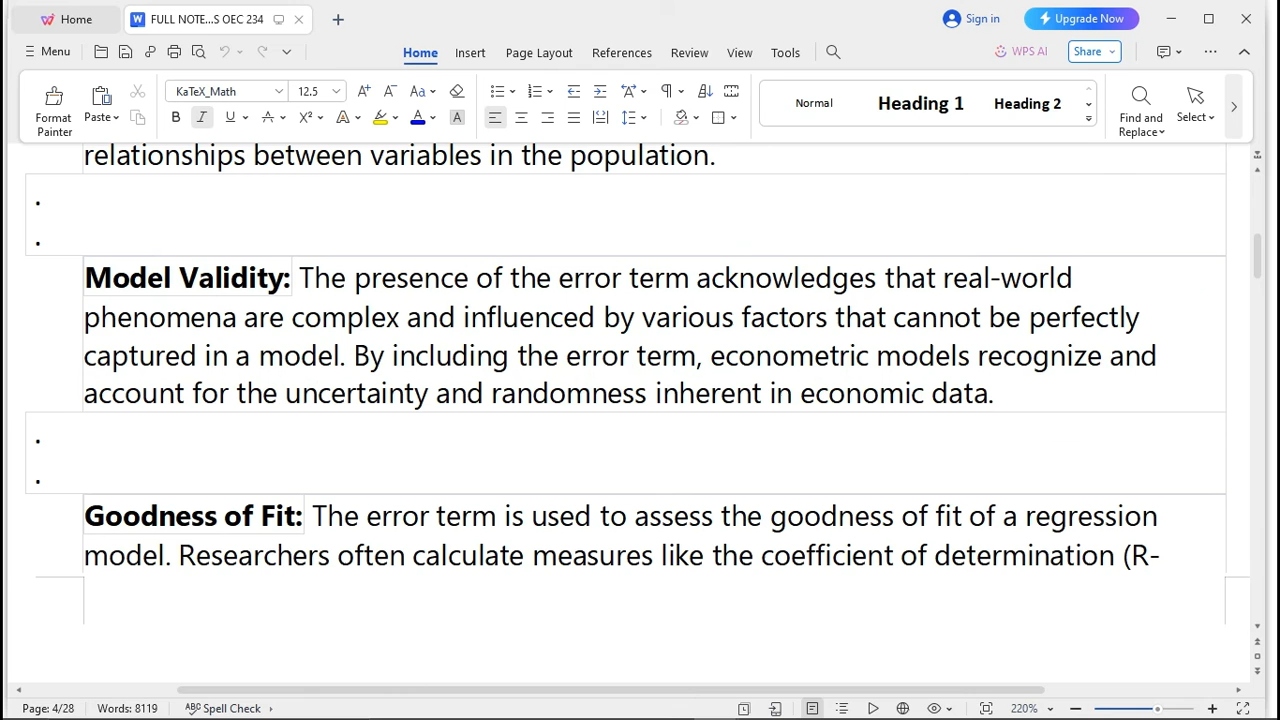 Home
FULL NOTE...S OEC 234
Sign in
Upgrade Now
Menu
Home
Insert
Page Layout
References
Review
View
Tools
WPS AI
Share
Format Painter
Paste
KaTeX_Math
12.5
Normal
Heading 1
Heading 2
Find and Replace
Select
relationships between variables in the population.
.
.
Model Validity: The presence of the error term acknowledges that real-world
phenomena are complex and influenced by various factors that cannot be perfectly
captured in a model. By including the error term, econometric models recognize and
account for the uncertainty and randomness inherent in economic data.
.
.
Goodness of Fit: The error term is used to assess the goodness of fit of a regression
model. Researchers often calculate measures like the coefficient of determination (R-
Page: 4/28
Words: 8119
Spell Check
220%